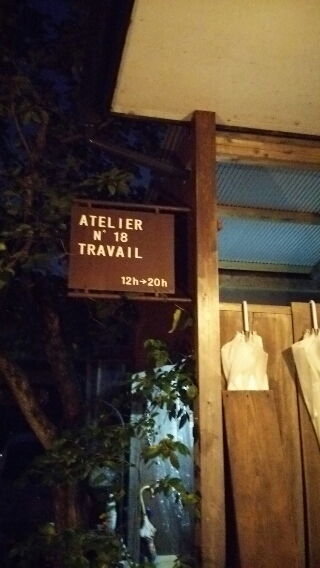 ATELIER
N° 18
TRAVAIL
12h→20h